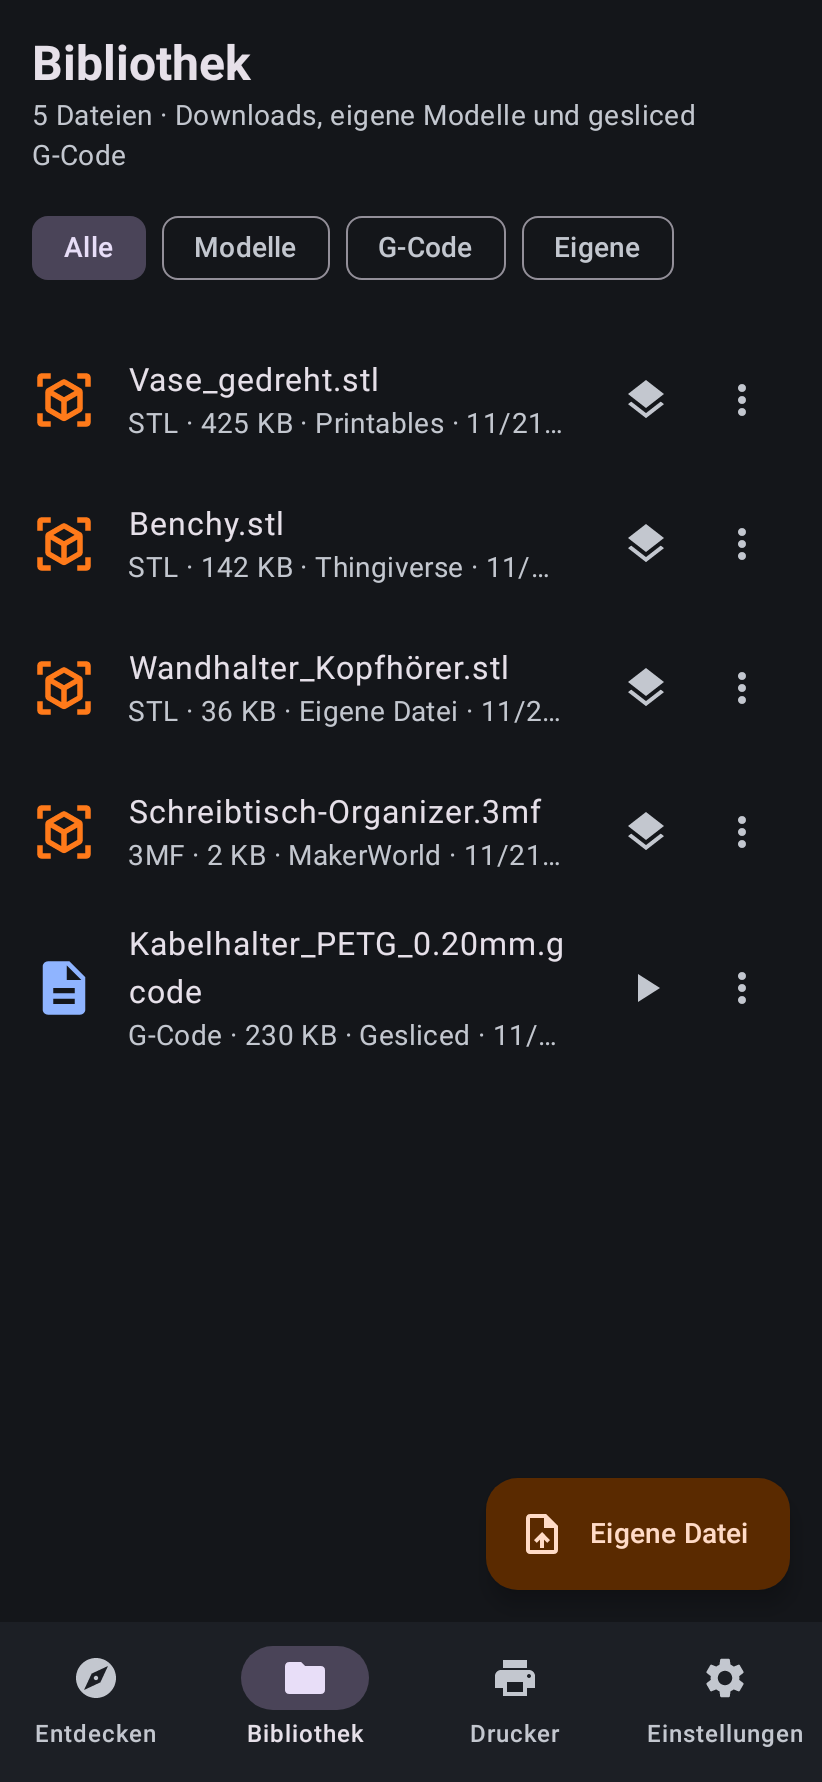 Bibliothek
5 Dateien · Downloads, eigene Modelle und gesliced
G-Code
Alle
Modelle
G-Code
Eigene
Vase_gedreht.stl
STL · 425 KB · Printables · 11/21…
Benchy.stl
STL · 142 KB · Thingiverse · 11/…
Wandhalter_Kopfhörer.stl
STL · 36 KB · Eigene Datei · 11/2…
Schreibtisch-Organizer.3mf
3MF · 2 KB · MakerWorld · 11/21…
Kabelhalter_PETG_0.20mm.g
code
G-Code · 230 KB · Gesliced · 11/…
Eigene Datei
Entdecken
Bibliothek
Drucker
Einstellungen